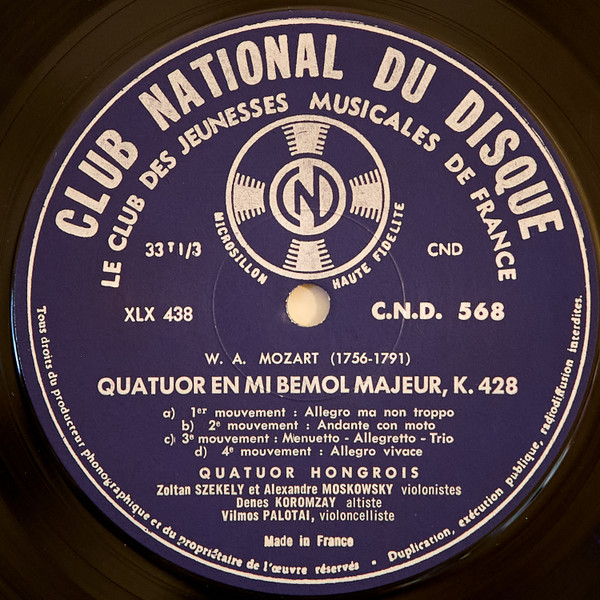 CLUB NATIONAL DU DISQUE
LE CLUB DES JEUNESSES MUSICALES DE FRANCE
CND
MICROSILLON HAUTE FIDELITE
33 T 1/3 CND
XLX 438 C.N.D. 568
W. A. MOZART (1756-1791)
QUATUOR EN MI BEMOL MAJEUR, K. 428
a) 1er mouvement : Allegro ma non troppo
b) 2e mouvement : Andante con moto
c) 3e mouvement : Menuetto - Allegretto - Trio
d) 4e mouvement : Allegro vivace
QUATUOR HONGROIS
Zoltan SZEKELY et Alexandre MOSKOWSKY violonistes
Denes KOROMZAY altiste
Vilmos PALOTAI, violoncelliste
Made in France
Tous droits du producteur phonographique et du propriétaire de l'œuvre réservés - Duplication, exécution publique, radiodiffusion interdites.